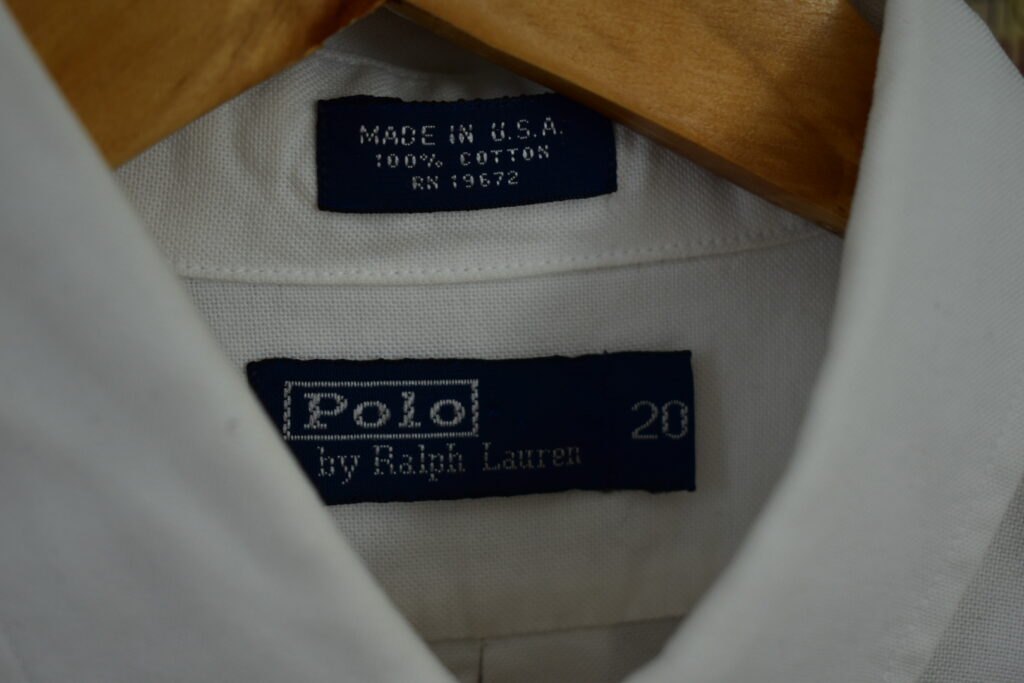 MADE IN U.S.A.
100% COTTON
RN 19672
Polo
by Ralph Lauren
20